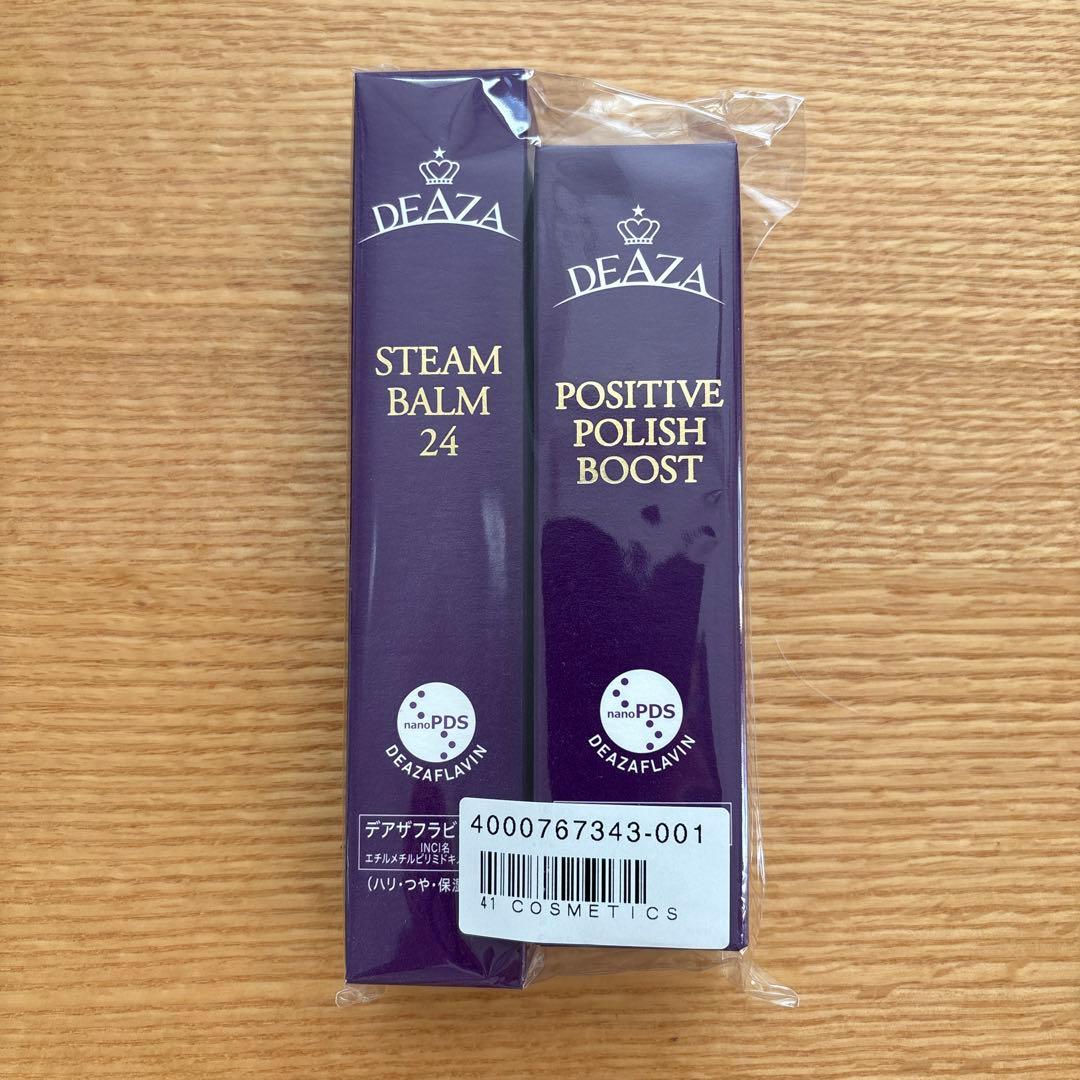 DEAZA
STEAM
BALM
24
nanoPDS
DEAZAFLAVIN
デアザフラビ
INCI名
エチルメチルピリミドキ
(ハリ・つや・保湿
DEAZA
POSITIVE
POLISH
BOOST
nanoPDS
DEAZAFLAVIN
4000767343-001
41 COSMETICS